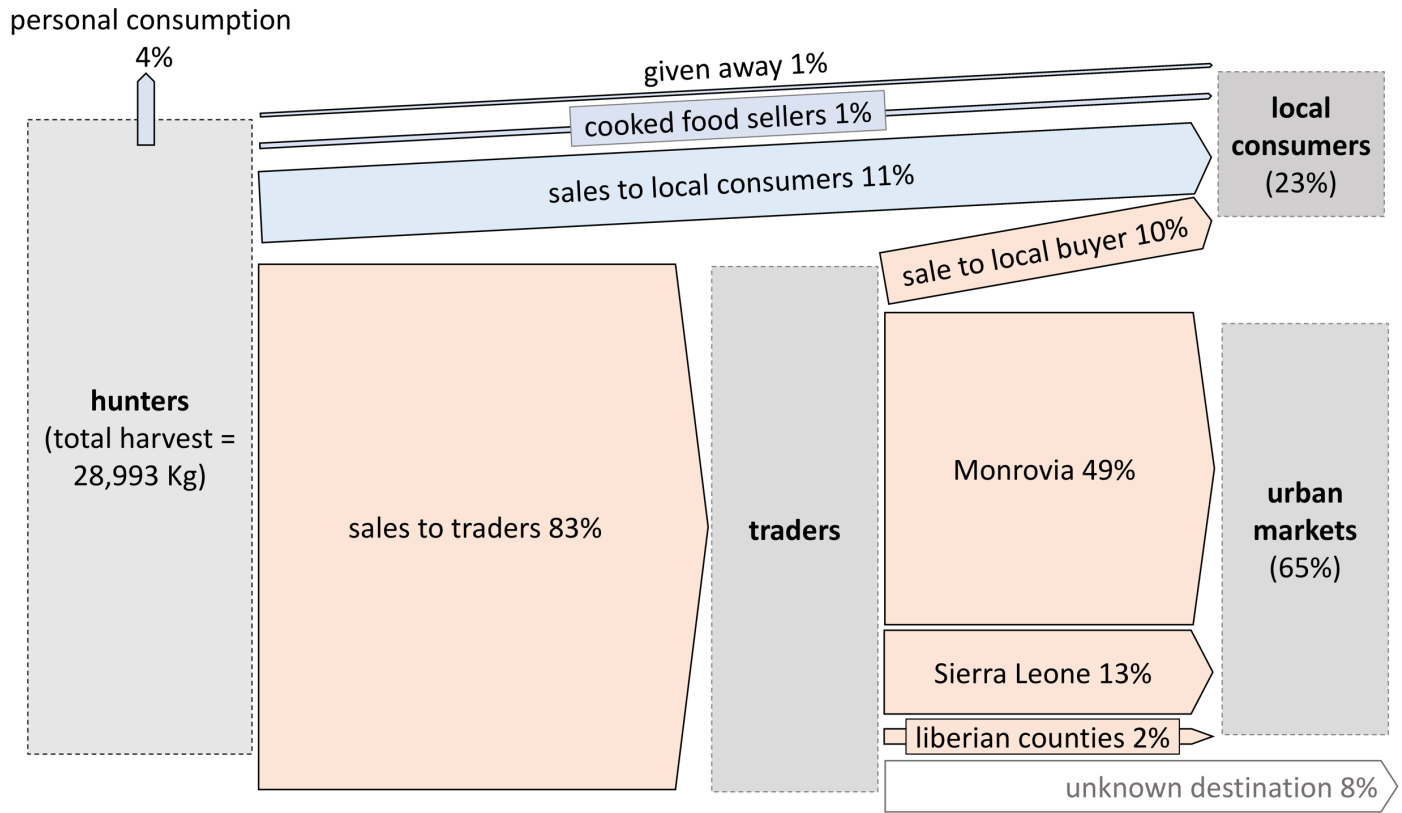 personal consumption
4%
given away 1%
cooked food sellers 1%
sales to local consumers 11%
local
consumers
(23%)
sale to local buyer 10%
hunters
(total harvest =
28,993 Kg)
sales to traders 83%
traders
Monrovia 49%
urban
markets
(65%)
Sierra Leone 13%
liberian counties 2%
unknown destination 8%